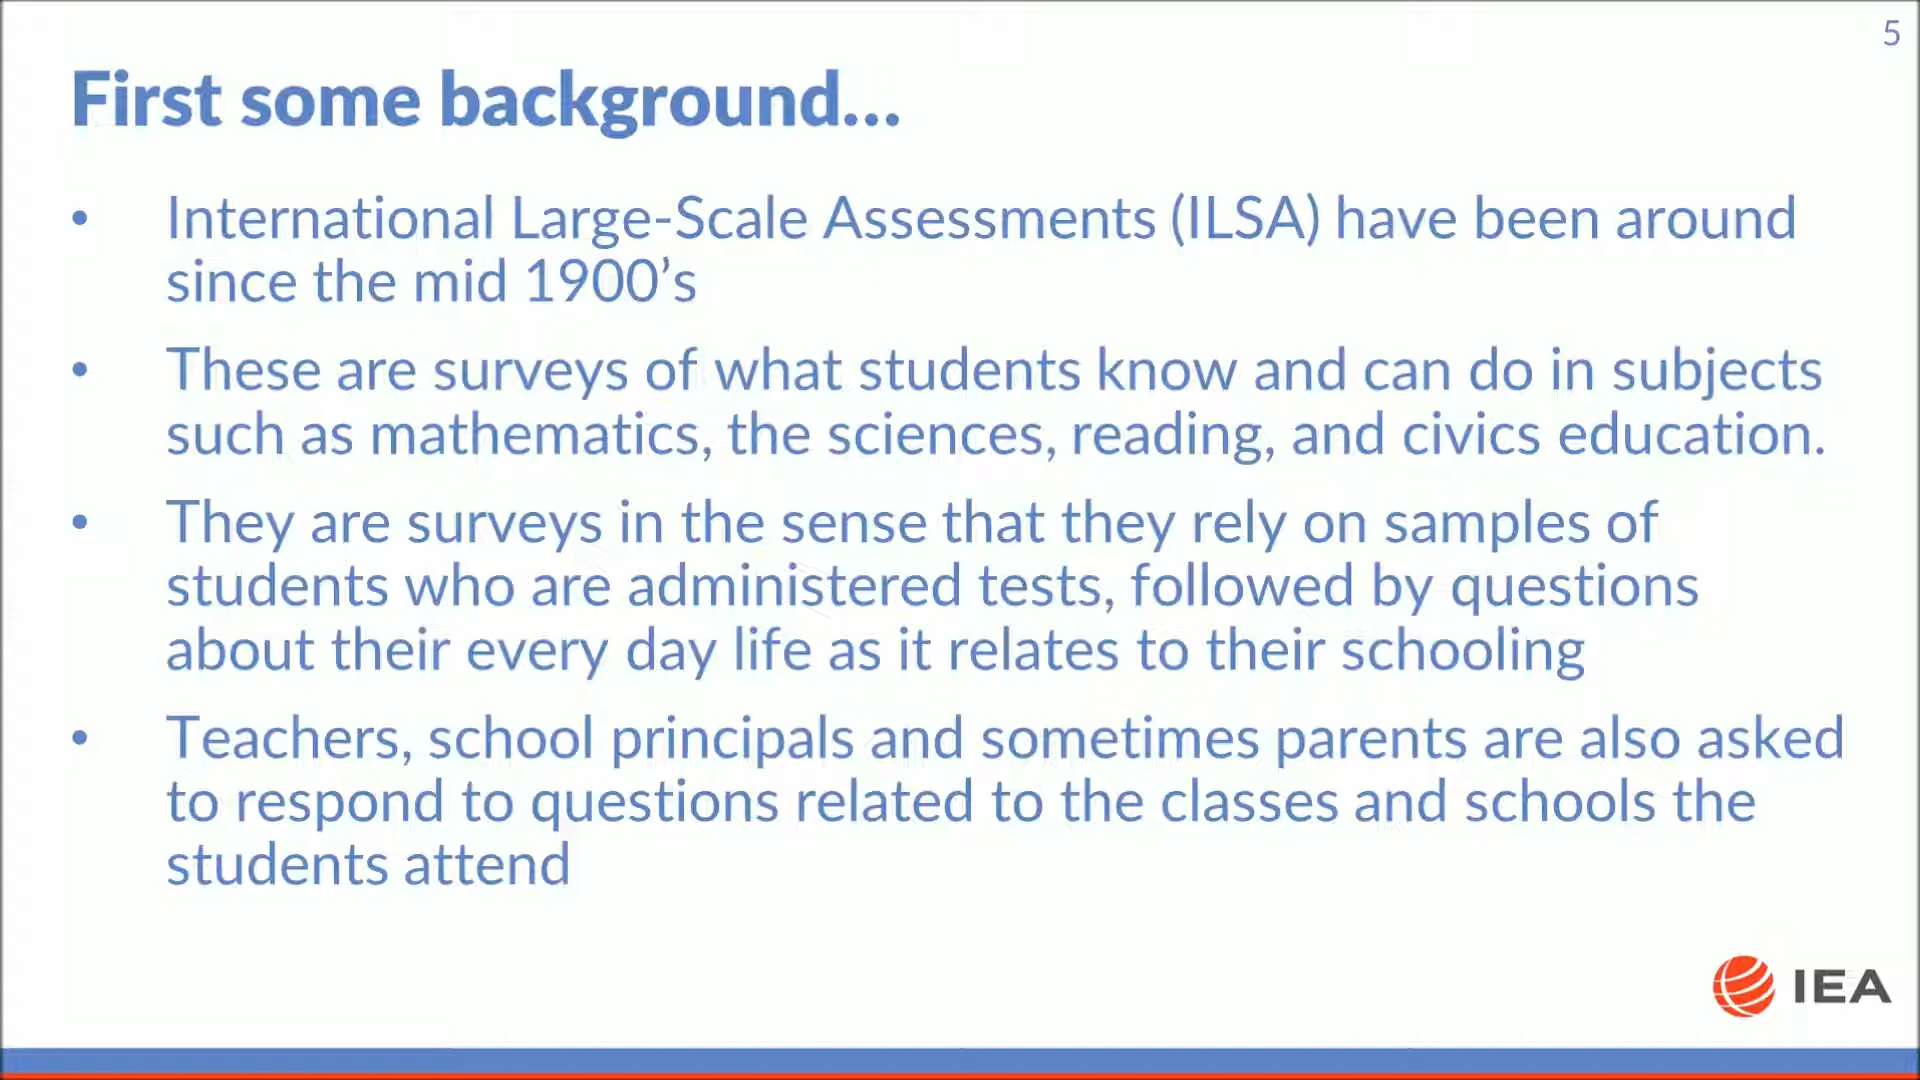 5
First some background...
• International Large-Scale Assessments (ILSA) have been around
since the mid 1900’s
• These are surveys of what students know and can do in subjects
such as mathematics, the sciences, reading, and civics education.
• They are surveys in the sense that they rely on samples of
students who are administered tests, followed by questions
about their every day life as it relates to their schooling
• Teachers, school principals and sometimes parents are also asked
to respond to questions related to the classes and schools the
students attend
IEA